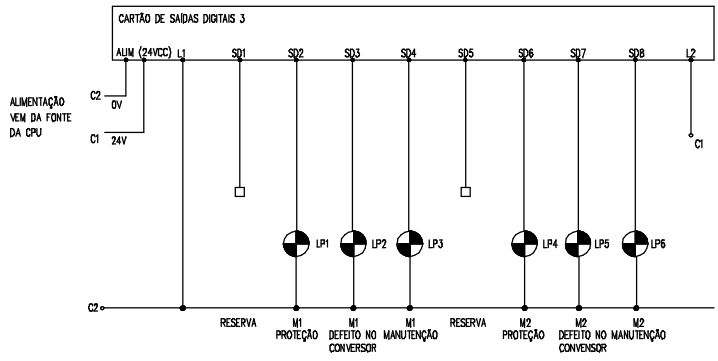 CARTÃO DE SAÍDAS DIGITAIS 3
ALIM (24VCC) L1 SD1 SD2 SD3 SD4 SD5 SD6 SD7 SD8 L2
C2 0V
ALIMENTAÇÃO
VEM DA FONTE
DA CPU
C1 24V
C1
LP1 LP2 LP3 LP4 LP5 LP6
C2
RESERVA M1 M1 M1 RESERVA M2 M2 M2
PROTEÇÃO DEFEITO NO MANUTENÇÃO PROTEÇÃO DEFEITO NO MANUTENÇÃO
CONVERSOR CONVENSOR